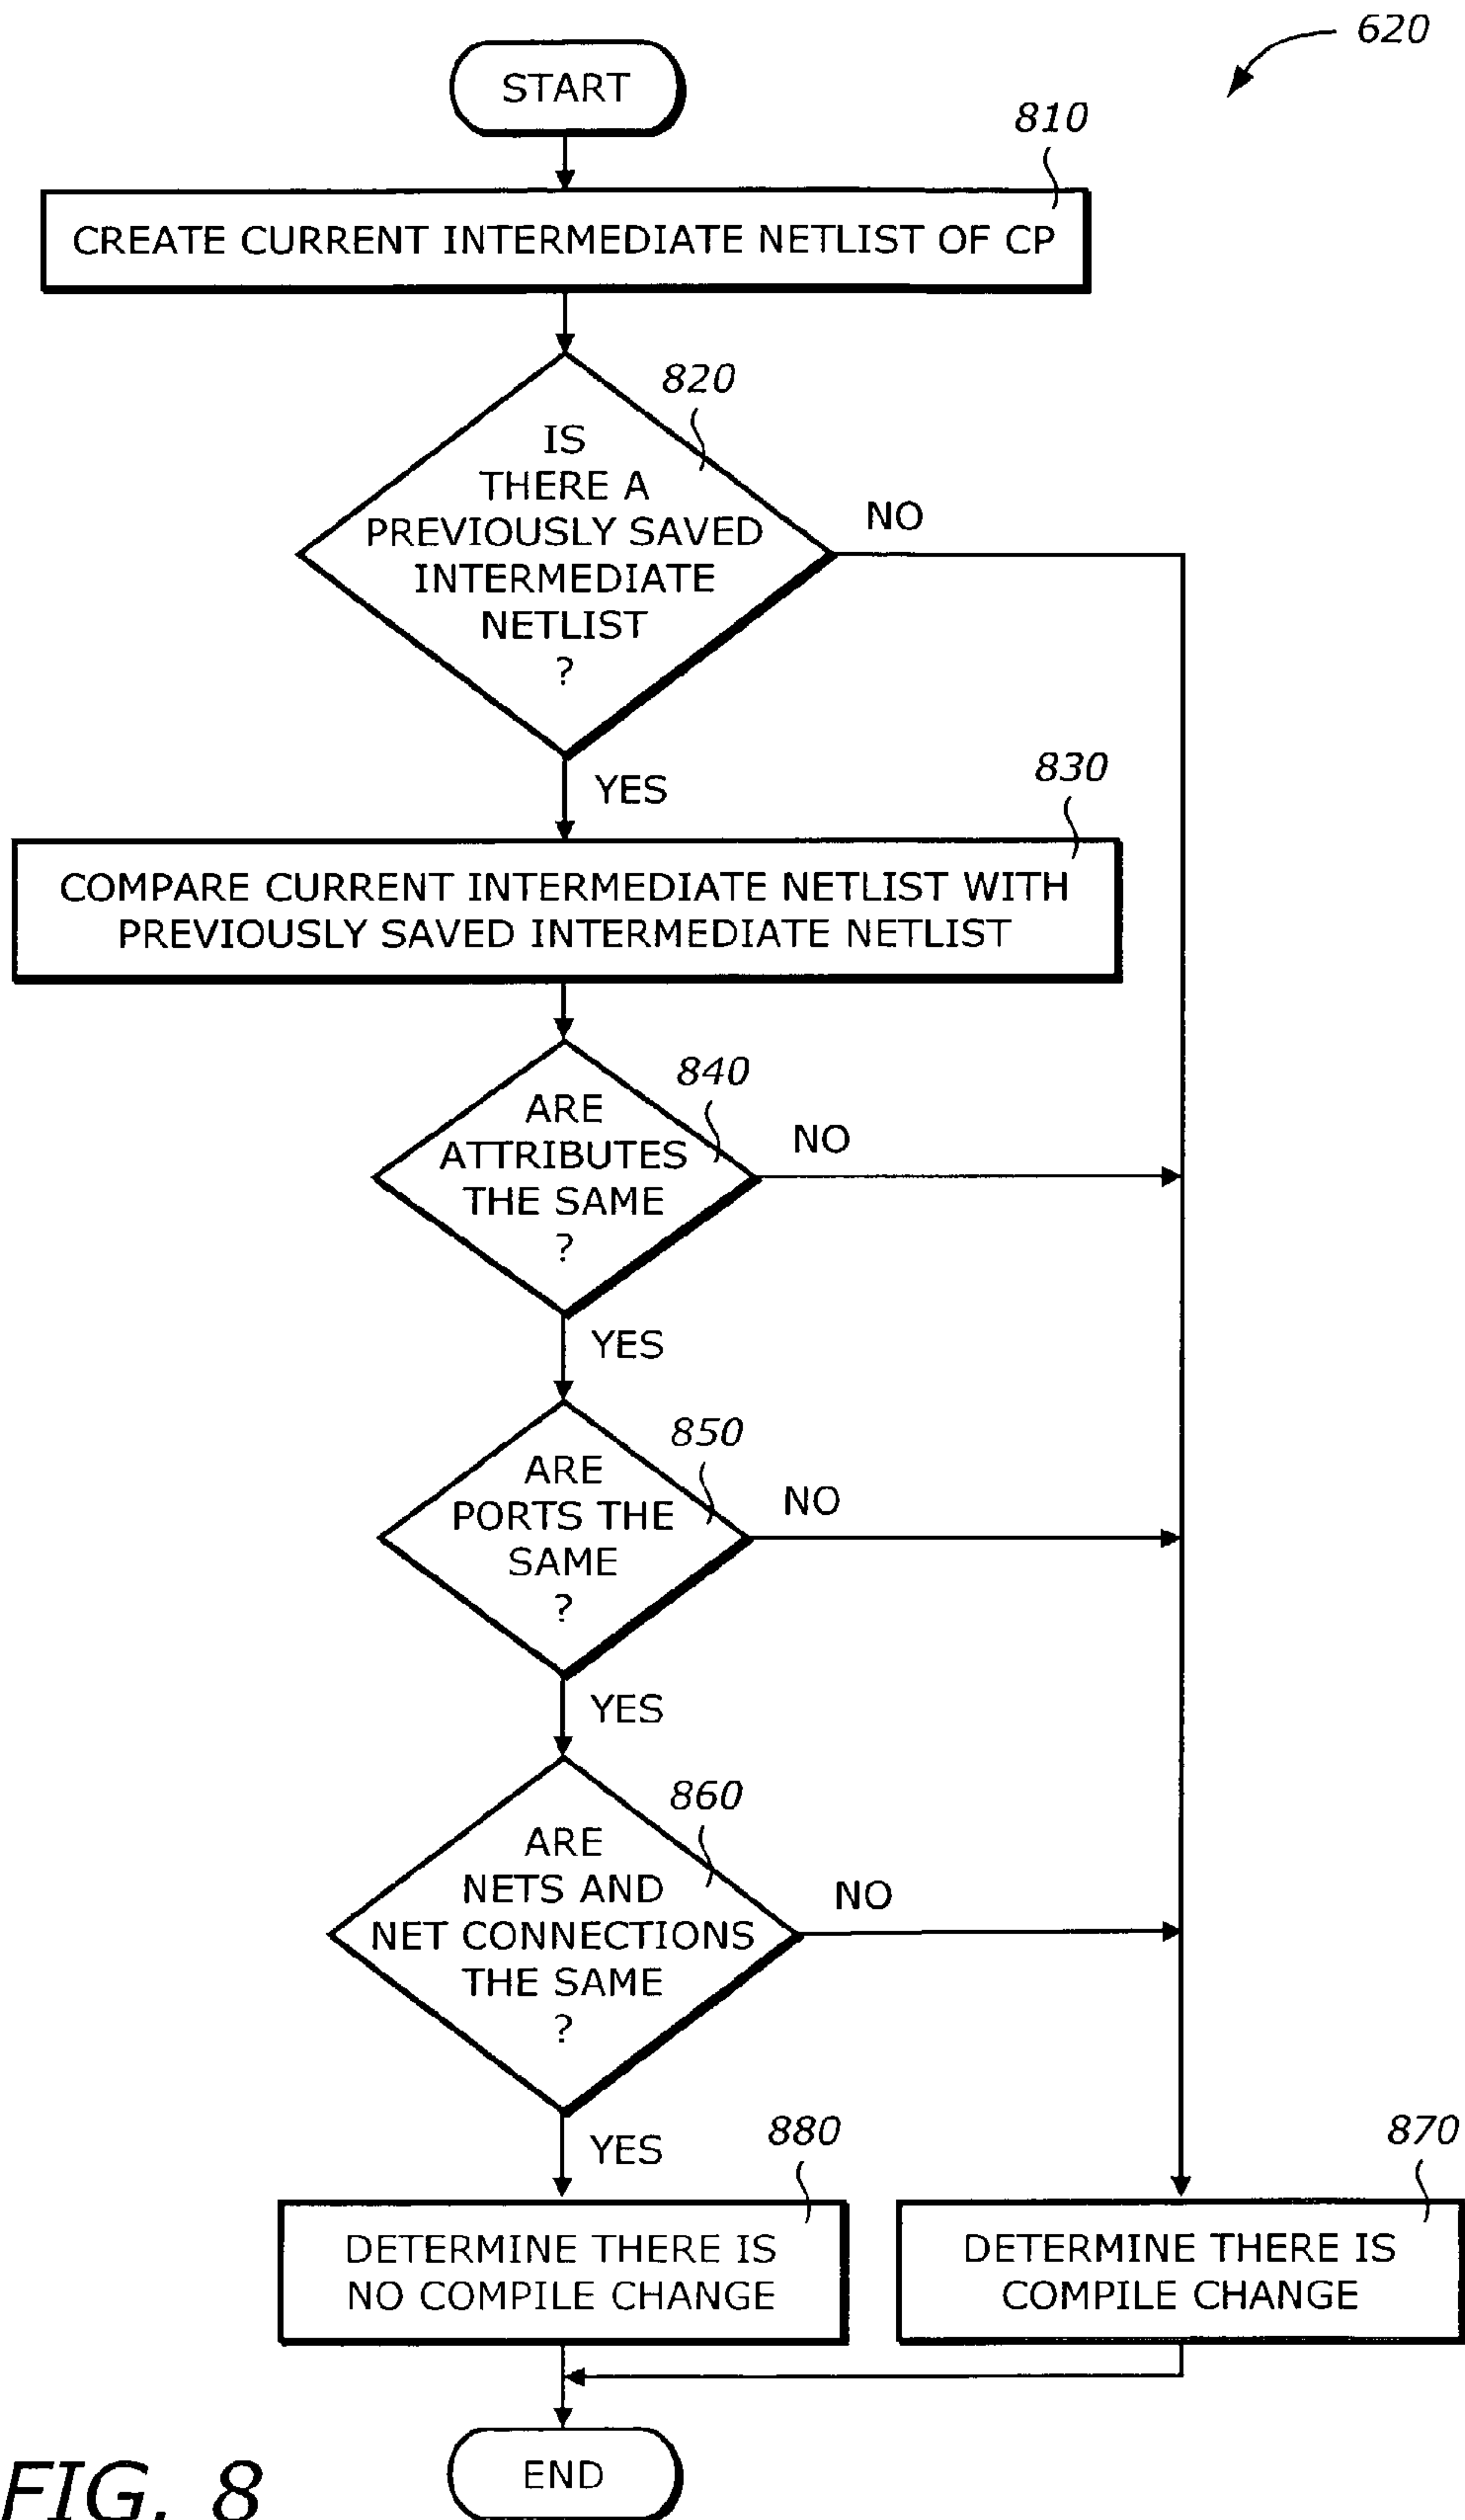 620
START
810
CREATE CURRENT INTERMEDIATE NETLIST OF CP
820
IS
THERE A
PREVIOUSLY SAVED
INTERMEDIATE
NETLIST
?
NO
YES
830
COMPARE CURRENT INTERMEDIATE NETLIST WITH
PREVIOUSLY SAVED INTERMEDIATE NETLIST
840
ARE
ATTRIBUTES
THE SAME
?
NO
YES
850
ARE
PORTS THE
SAME
?
NO
YES
860
ARE
NETS AND
NET CONNECTIONS
THE SAME
?
NO
YES
880
DETERMINE THERE IS
NO COMPILE CHANGE
870
DETERMINE THERE IS
COMPILE CHANGE
END
FIG. 8